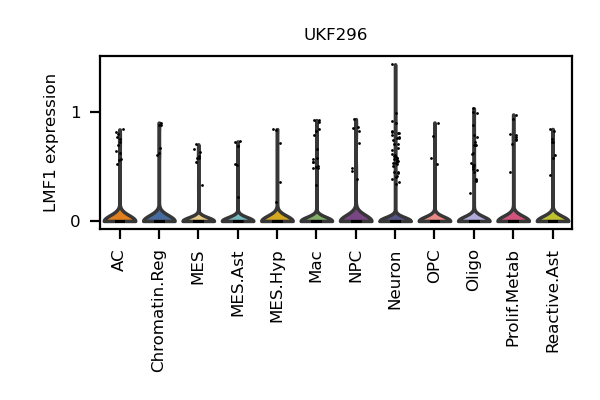 UKF296
LMF1 expression
1
0
AC
Chromatin.Reg
MES
MES.Ast
MES.Hyp
Mac
NPC
Neuron
OPC
Oligo
Prolif.Metab
Reactive.Ast